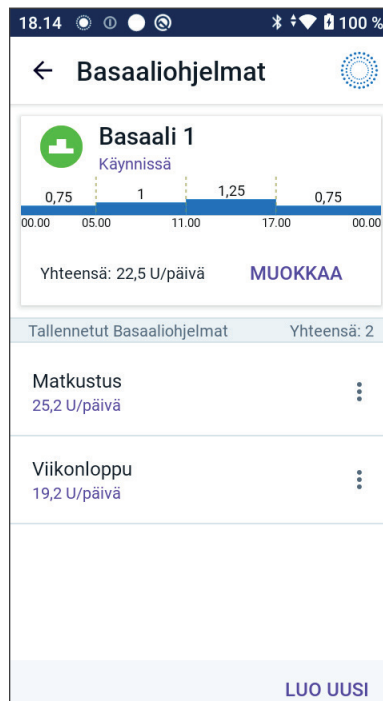 18.14 100 %
Basaaliohjelmat
Basaali 1
Käynnissä
0,75 1 1,25 0,75
00.00 05.00 11.00 17.00 00.00
Yhteensä: 22,5 U/päivä MUOKKAA
Tallennetut Basaaliohjelmat Yhteensä: 2
Matkustus
25,2 U/päivä
Viikonloppu
19,2 U/päivä
LUO UUSI